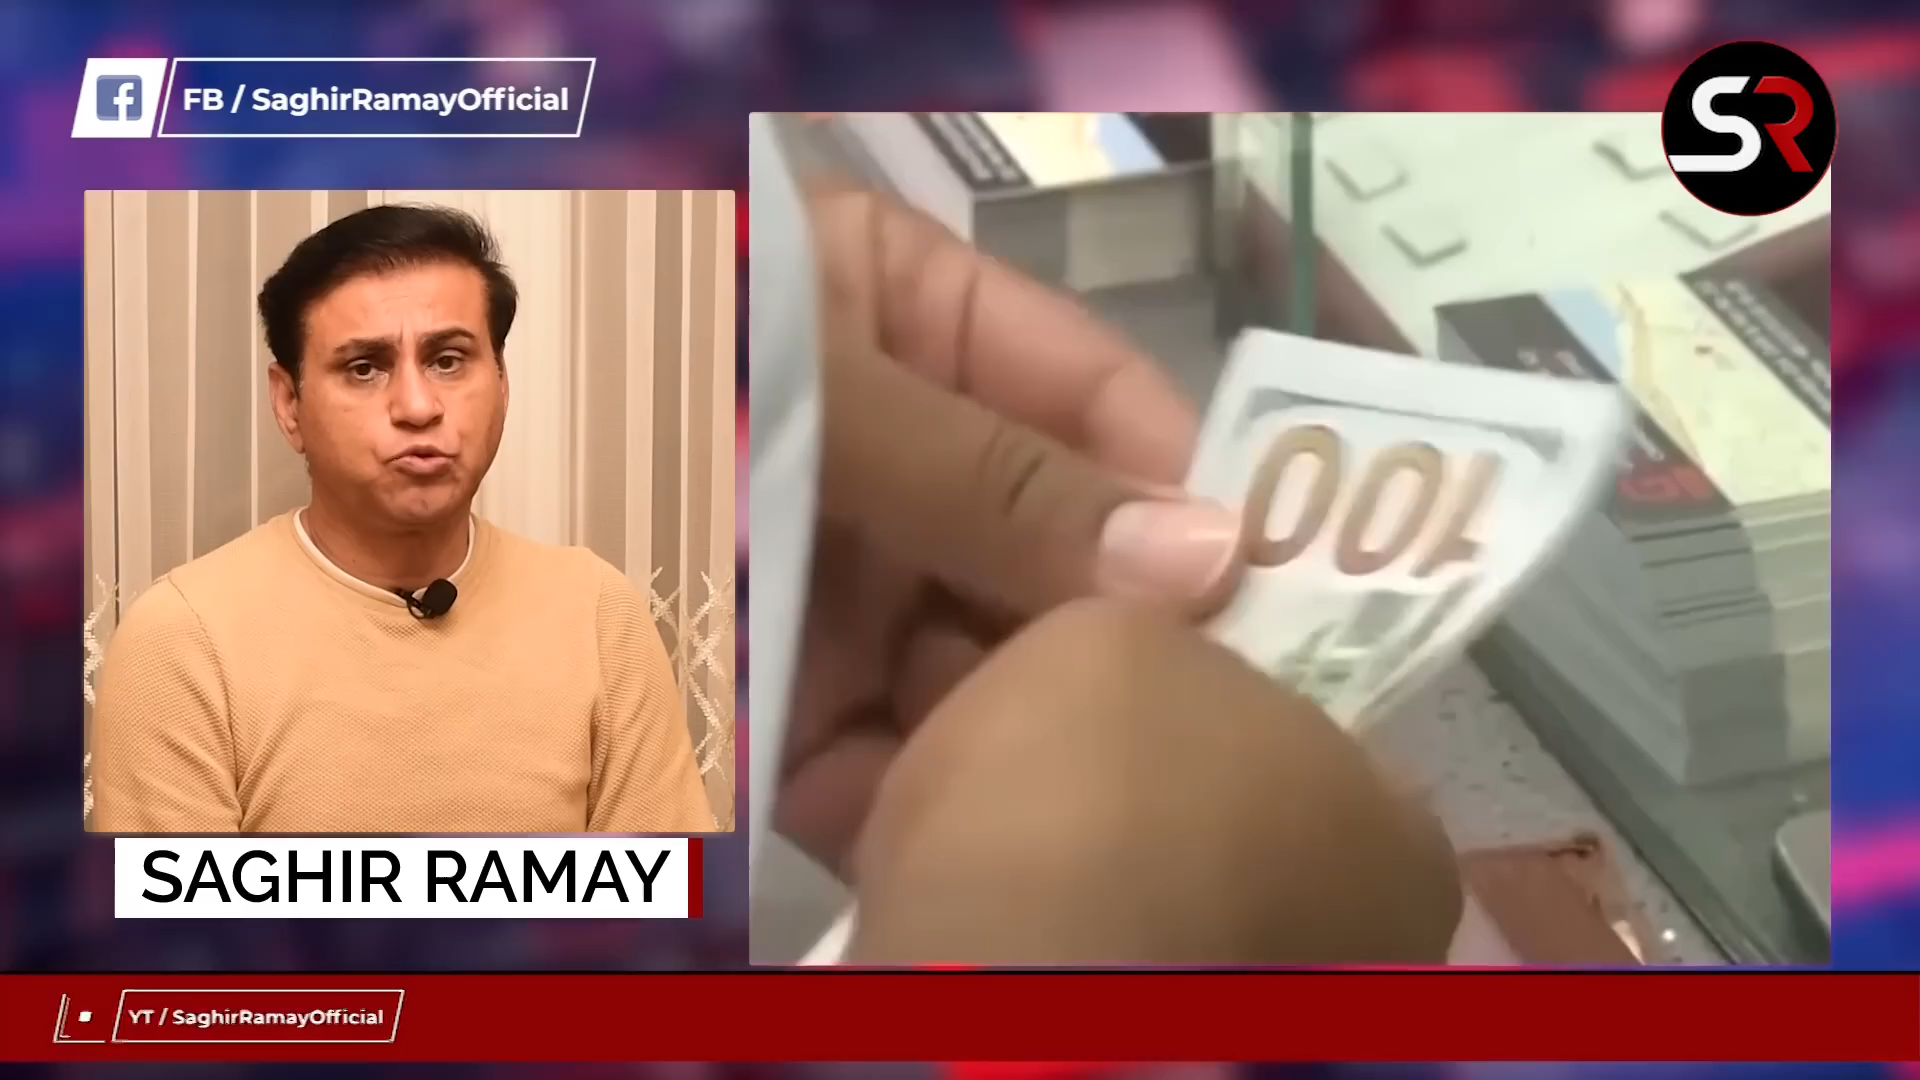 FB / SaghirRamayOfficial
SR
100
SAGHIR RAMAY
YT / SaghirRamayOfficial